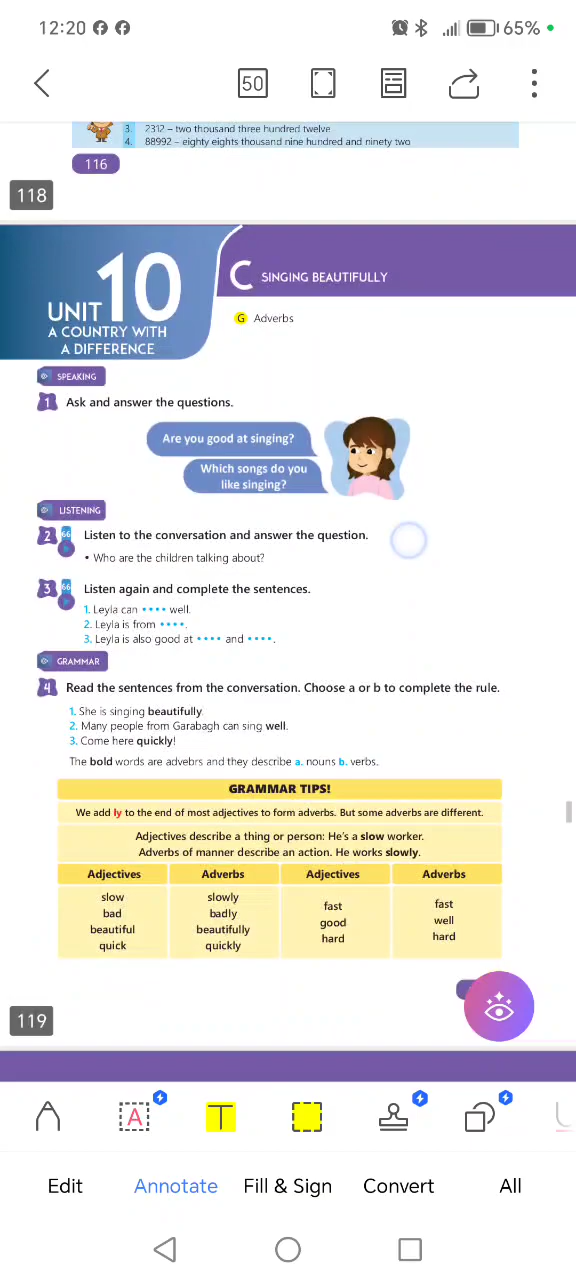 12:20
65%
50
3. 2312 – two thousand three hundred twelve
4. 88992 – eighty eights thousand nine hundred and ninety two
116
118
UNIT 10
A COUNTRY WITH
A DIFFERENCE
C SINGING BEAUTIFULLY
G Adverbs
SPEAKING
1 Ask and answer the questions.
Are you good at singing?
Which songs do you
like singing?
LISTENING
2 66 Listen to the conversation and answer the question.
• Who are the children talking about?
3 66 Listen again and complete the sentences.
1. Leyla can •••• well.
2. Leyla is from ••••.
3. Leyla is also good at •••• and ••••.
GRAMMAR
4 Read the sentences from the conversation. Choose a or b to complete the rule.
1. She is singing beautifully.
2. Many people from Garabagh can sing well.
3. Come here quickly!
The bold words are advebrs and they describe a. nouns b. verbs.
GRAMMAR TIPS!
We add ly to the end of most adjectives to form adverbs. But some adverbs are different.
Adjectives describe a thing or person: He's a slow worker.
Adverbs of manner describe an action. He works slowly.
Adjectives Adverbs Adjectives Adverbs
slow slowly fast fast
bad badly good well
beautiful beautifully hard hard
quick quickly
119
A
T
Edit Annotate Fill & Sign Convert All